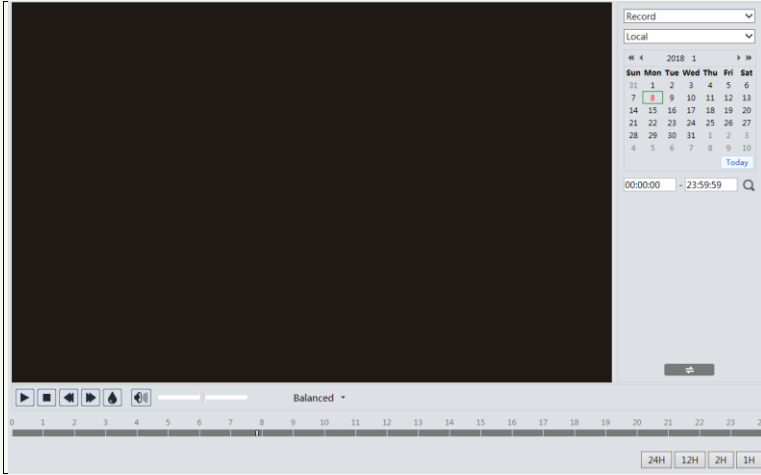 Record
Local
2018 1
Sun Mon Tue Wed Thu Fri Sat
31 1 2 3 4 5 6
7 8 9 10 11 12 13
14 15 16 17 18 19 20
21 22 23 24 25 26 27
28 29 30 31 1 2 3
4 5 6 7 8 9 10
Today
00:00:00 - 23:59:59
Balanced
0 1 2 3 4 5 6 7 8 9 10 11 12 13 14 15 16 17 18 19 20 21 22 23 2
24H 12H 2H 1H